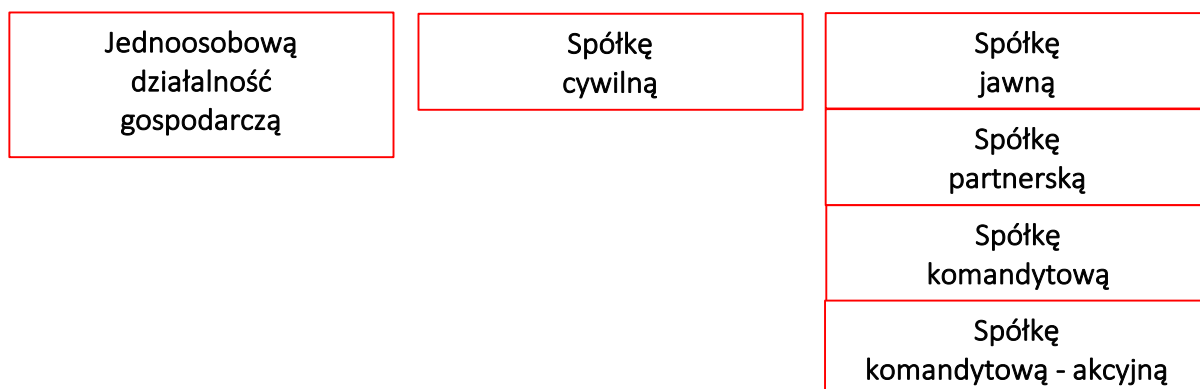 Jednoosobową
działalność
gospodarczą
Spółkę
cywilną
Spółkę
jawną
Spółkę
partnerską
Spółkę
komandytową
Spółkę
komandytową - akcyjną